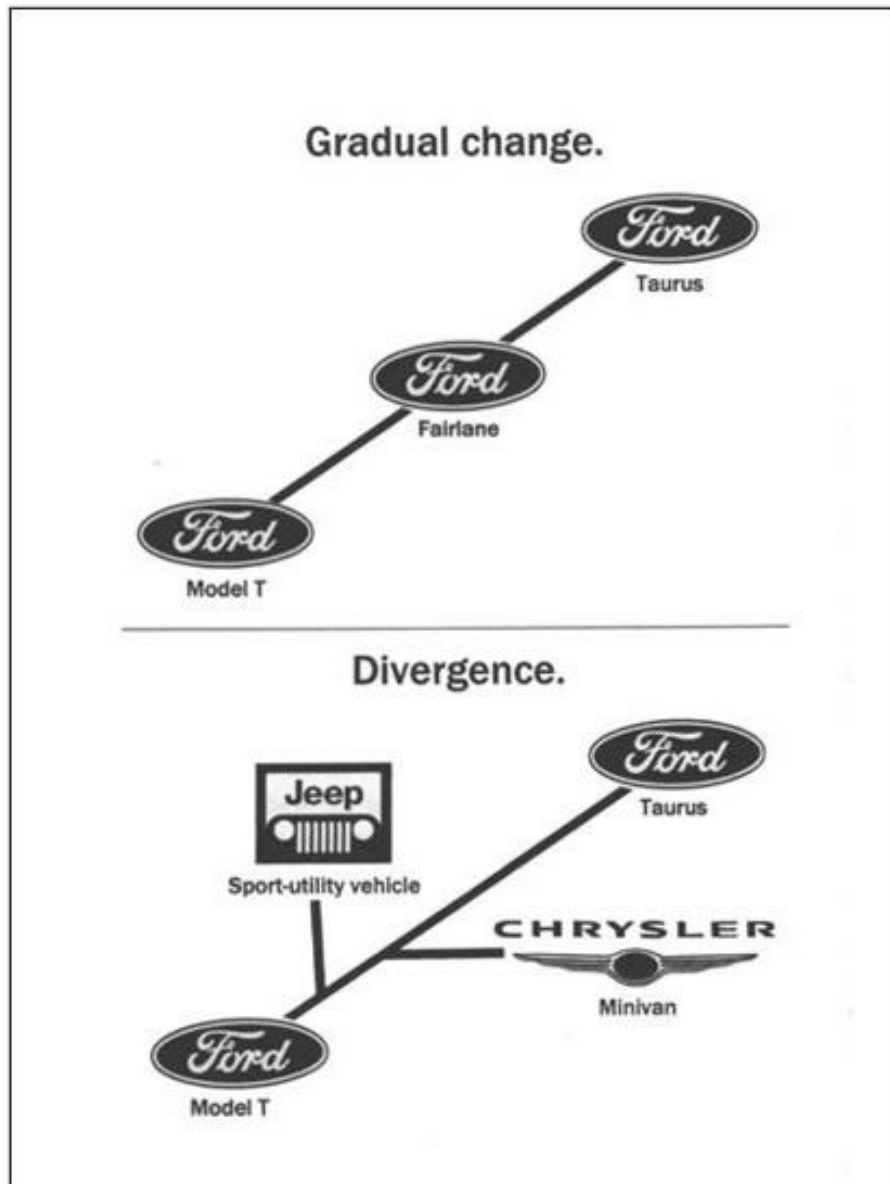 Gradual change.
Ford
Taurus
Ford
Fairlane
Ford
Model T
Divergence.
Ford
Taurus
Jeep
Sport-utility vehicle
CHRYSLER
Minivan
Ford
Model T